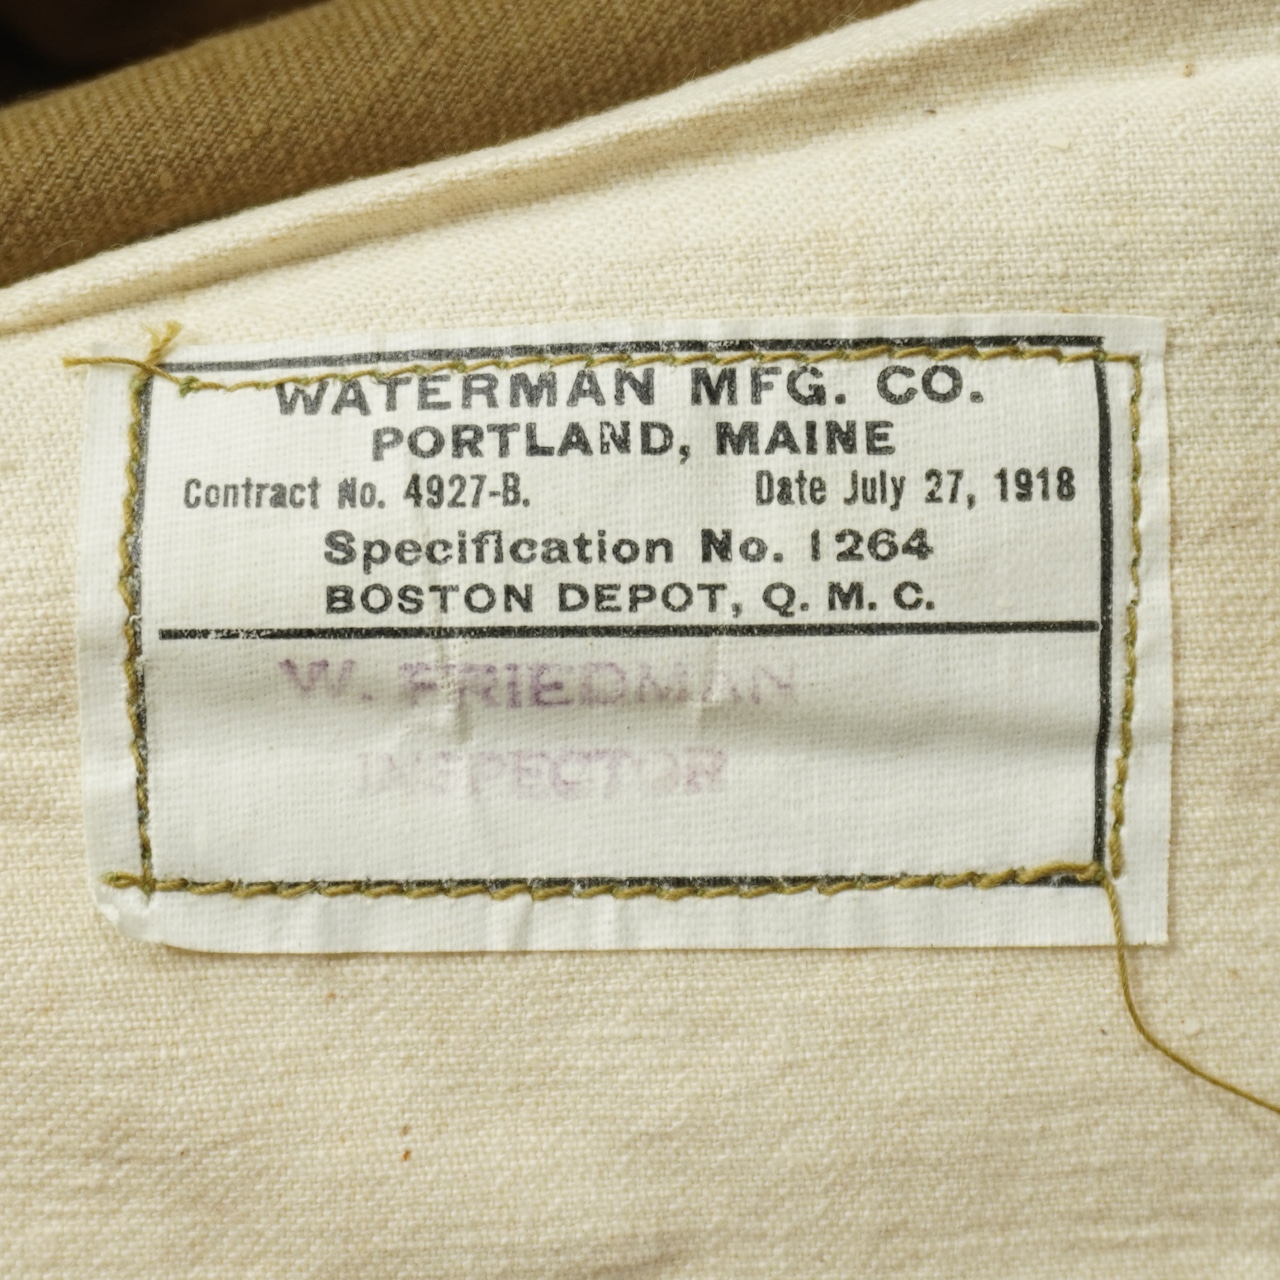 WATERMAN MFG. CO.
PORTLAND, MAINE
Contract No. 4927-B. Date July 27, 1918
Specification No. 1264
BOSTON DEPOT, Q. M. C.
W. FRIEDMAN
INSPECTOR